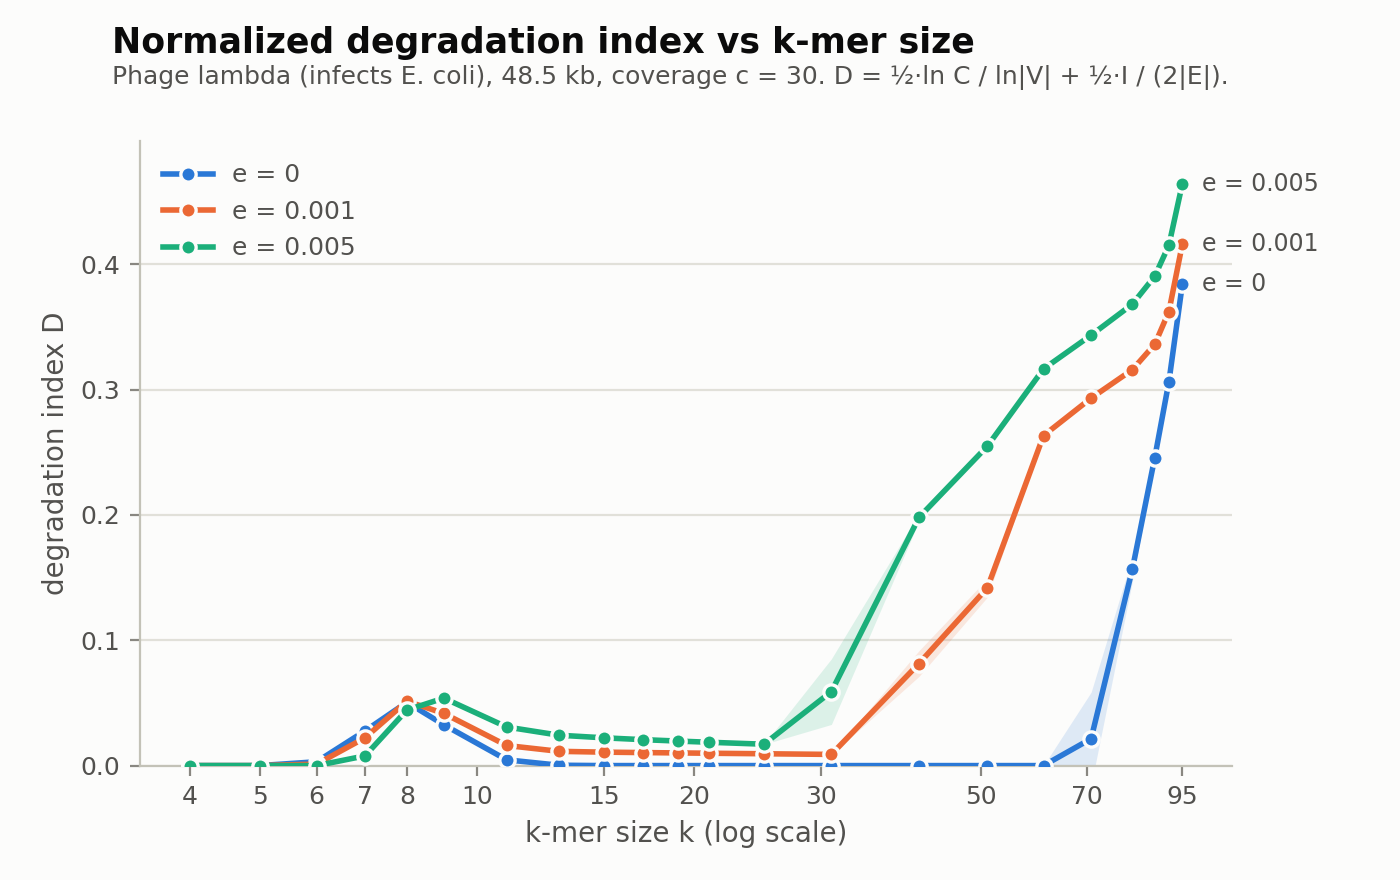 Normalized degradation index vs k-mer size
Phage lambda (infects E. coli), 48.5 kb, coverage c = 30. D = ½·ln C / ln|V| + ½·I / (2|E|).
e = 0
e = 0.001
e = 0.005
e = 0.005
e = 0.001
e = 0
0.4
0.3
0.2
0.1
0.0
degradation index D
4 5 6 7 8 10 15 20 30 50 70 95
k-mer size k (log scale)